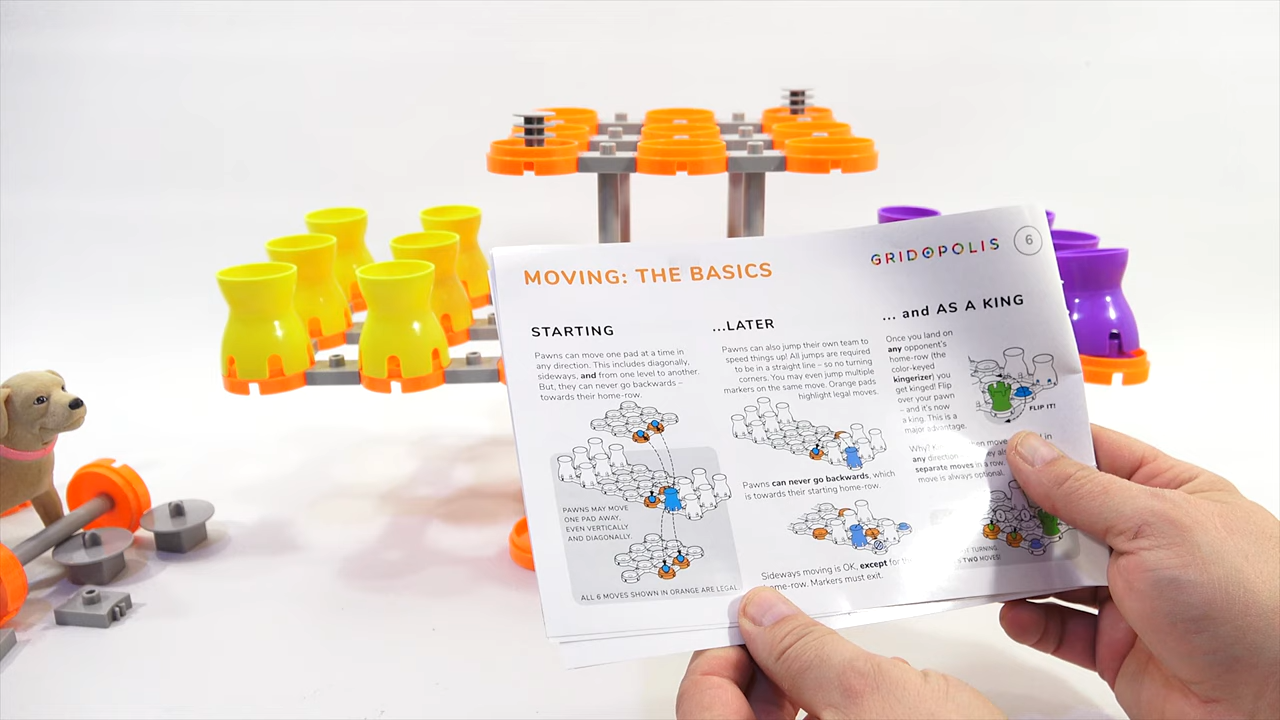 MOVING: THE BASICS
GRIDOPOLIS
6
STARTING
Pawns can move one pad at a time in
any direction. This includes diagonally,
sideways, and from one level to another.
But, they can never go backwards –
towards their home-row.
PAWNS MAY MOVE
ONE PAD AWAY,
EVEN VERTICALLY
AND DIAGONALLY.
ALL 6 MOVES SHOWN IN ORANGE ARE LEGAL.
...LATER
Pawns can also jump their own team to
speed things up! All jumps are required
to be in a straight line – so no turning
corners. You may even jump multiple
markers on the same move. Orange pads
highlight legal moves.
Pawns can never go backwards, which
is towards their starting home-row.
Sideways moving is OK, except for
home-row. Markers must exit.
... and AS A KING
Once you land on
any opponent's
home-row (the
color-keyed
kingerizer) you
get kinged! Flip
over your pawn
– and it's now
a king. This is a
major advantage.
FLIP IT!
Why? move in
any direction
separate moves in a row.
move is always optional.
TURNING.
TWO MOVES!